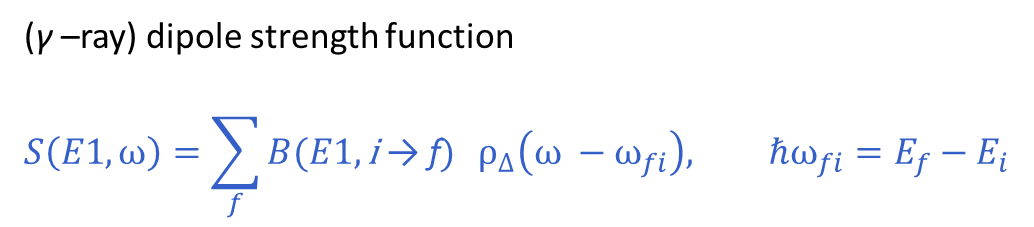 (γ –ray) dipole strength function
S(E1, ω) = ∑_f B(E1, i → f) ρ_Δ(ω − ω_fi), ħω_fi = E_f − E_i